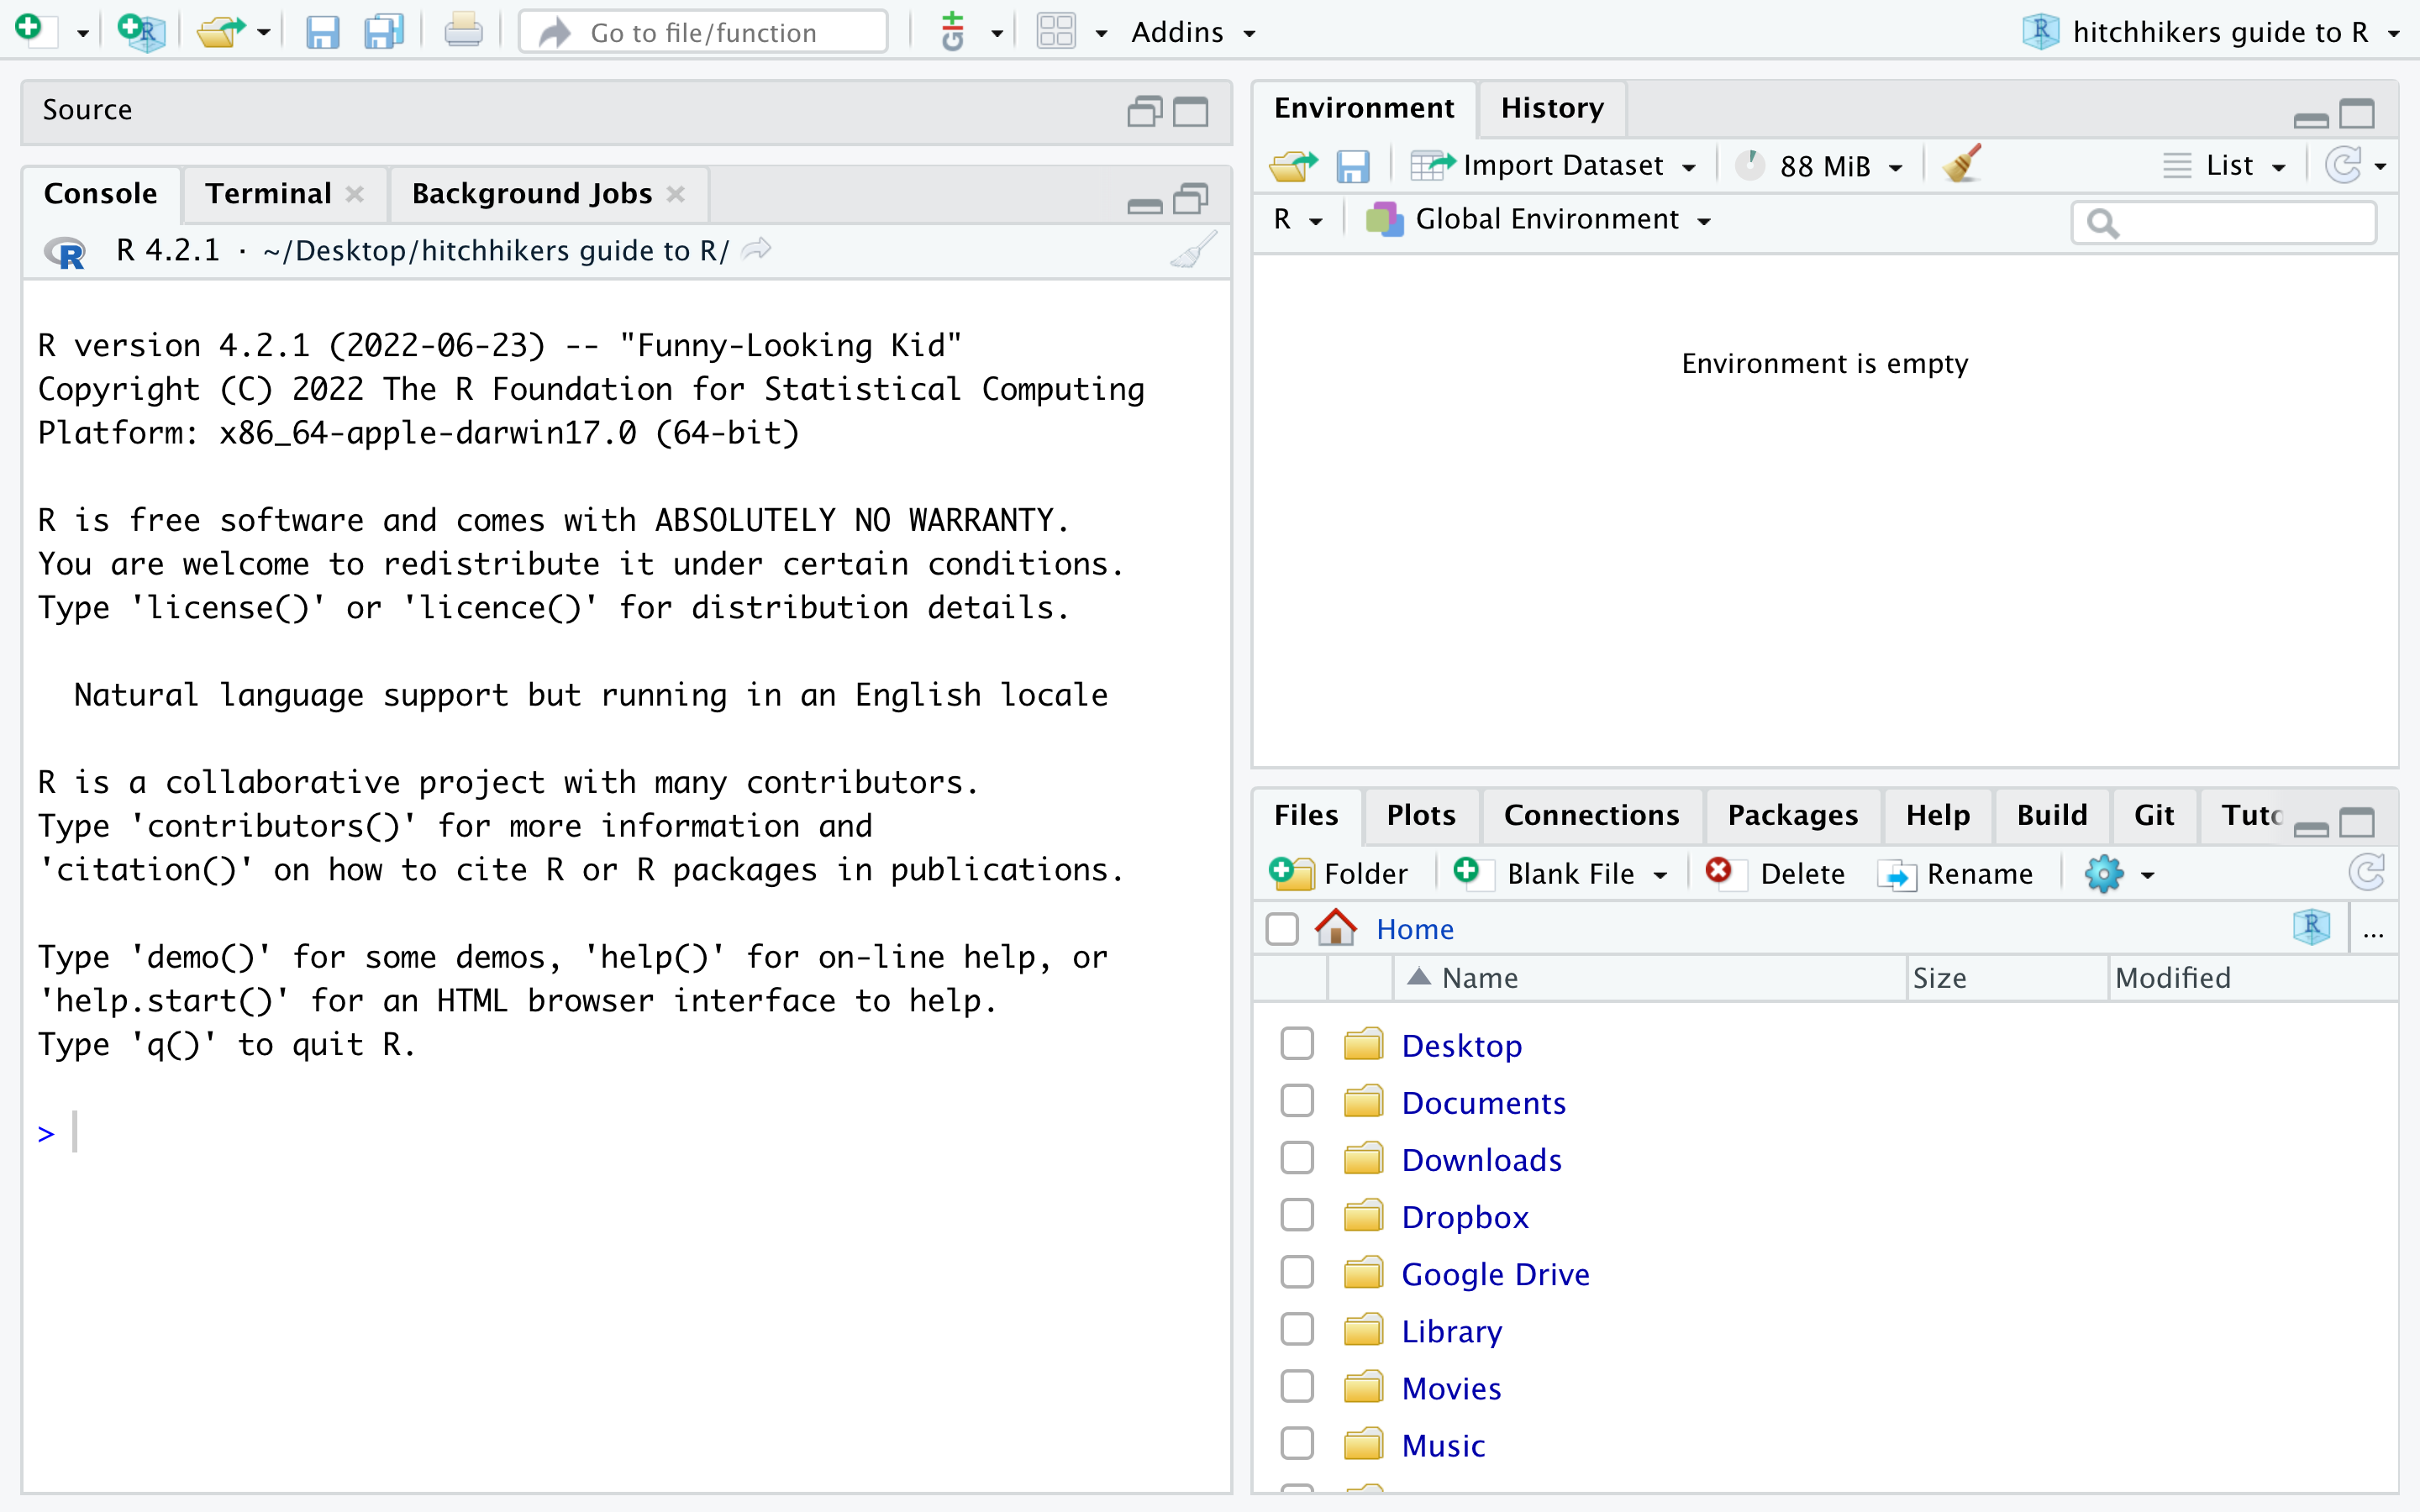 Go to file/function
Addins
hitchhikers guide to R
Source
Console Terminal Background Jobs
R 4.2.1 · ~/Desktop/hitchhikers guide to R/
R version 4.2.1 (2022-06-23) -- "Funny-Looking Kid"
Copyright (C) 2022 The R Foundation for Statistical Computing
Platform: x86_64-apple-darwin17.0 (64-bit)
R is free software and comes with ABSOLUTELY NO WARRANTY.
You are welcome to redistribute it under certain conditions.
Type 'license()' or 'licence()' for distribution details.
Natural language support but running in an English locale
R is a collaborative project with many contributors.
Type 'contributors()' for more information and
'citation()' on how to cite R or R packages in publications.
Type 'demo()' for some demos, 'help()' for on-line help, or
'help.start()' for an HTML browser interface to help.
Type 'q()' to quit R.
>
Environment History
Import Dataset 88 MiB List
R Global Environment
Environment is empty
Files Plots Connections Packages Help Build Git Tuto
Folder Blank File Delete Rename
Home ...
Name Size Modified
Desktop
Documents
Downloads
Dropbox
Google Drive
Library
Movies
Music